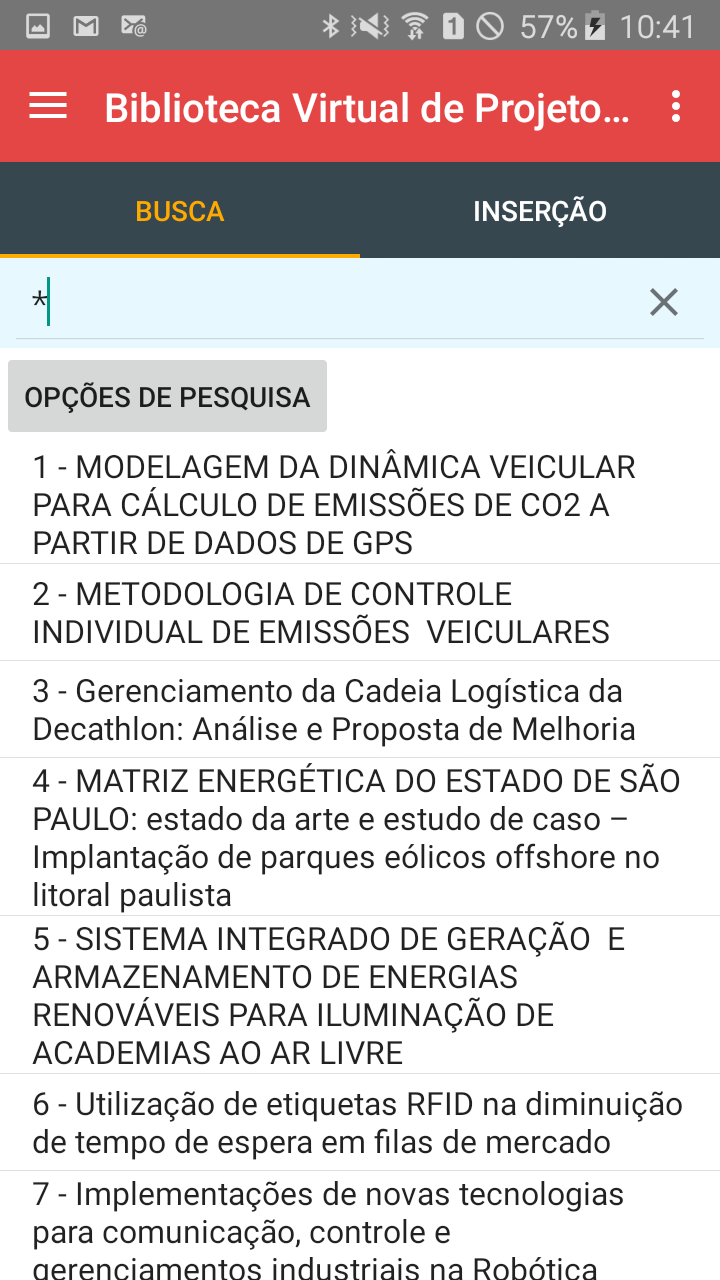 1 57% 10:41
Biblioteca Virtual de Projeto...
BUSCA INSERÇÃO
*
OPÇÕES DE PESQUISA
1 - MODELAGEM DA DINÂMICA VEICULAR
PARA CÁLCULO DE EMISSÕES DE CO2 A
PARTIR DE DADOS DE GPS
2 - METODOLOGIA DE CONTROLE
INDIVIDUAL DE EMISSÕES  VEICULARES
3 - Gerenciamento da Cadeia Logística da
Decathlon: Análise e Proposta de Melhoria
4 - MATRIZ ENERGÉTICA DO ESTADO DE SÃO
PAULO: estado da arte e estudo de caso –
Implantação de parques eólicos offshore no
litoral paulista
5 - SISTEMA INTEGRADO DE GERAÇÃO  E
ARMAZENAMENTO DE ENERGIAS
RENOVÁVEIS PARA ILUMINAÇÃO DE
ACADEMIAS AO AR LIVRE
6 - Utilização de etiquetas RFID na diminuição
de tempo de espera em filas de mercado
7 - Implementações de novas tecnologias
para comunicação, controle e
gerenciamentos industriais na Robótica